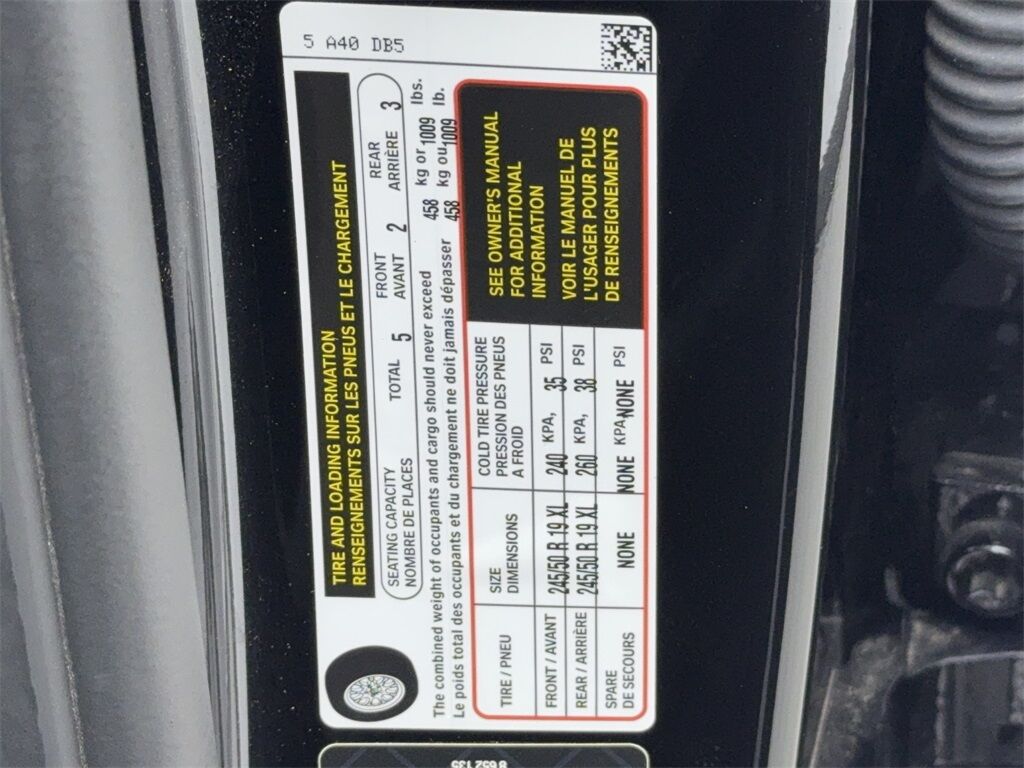 5 A40 DB5
TIRE AND LOADING INFORMATION
RENSEIGNEMENTS SUR LES PNEUS ET LE CHARGEMENT
SEATING CAPACITY
NOMBRE DE PLACES
TOTAL 5
FRONT
AVANT 2
REAR
ARRIÈRE 3
The combined weight of occupants and cargo should never exceed 458 kg or 1009 lbs.
Le poids total des occupants et du chargement ne doit jamais dépasser 458 kg ou 1009 lb.
TIRE / PNEU
SIZE
DIMENSIONS
COLD TIRE PRESSURE
PRESSION DES PNEUS
A FROID
FRONT / AVANT 245/50 R 19 XL 240 KPA, 35 PSI
REAR / ARRIÈRE 245/50 R 19 XL 260 KPA, 38 PSI
SPARE
DE SECOURS
NONE NONE KPA, NONE PSI
SEE OWNER'S MANUAL
FOR ADDITIONAL
INFORMATION
VOIR LE MANUEL DE
L'USAGER POUR PLUS
DE RENSEIGNEMENTS
8 652 135